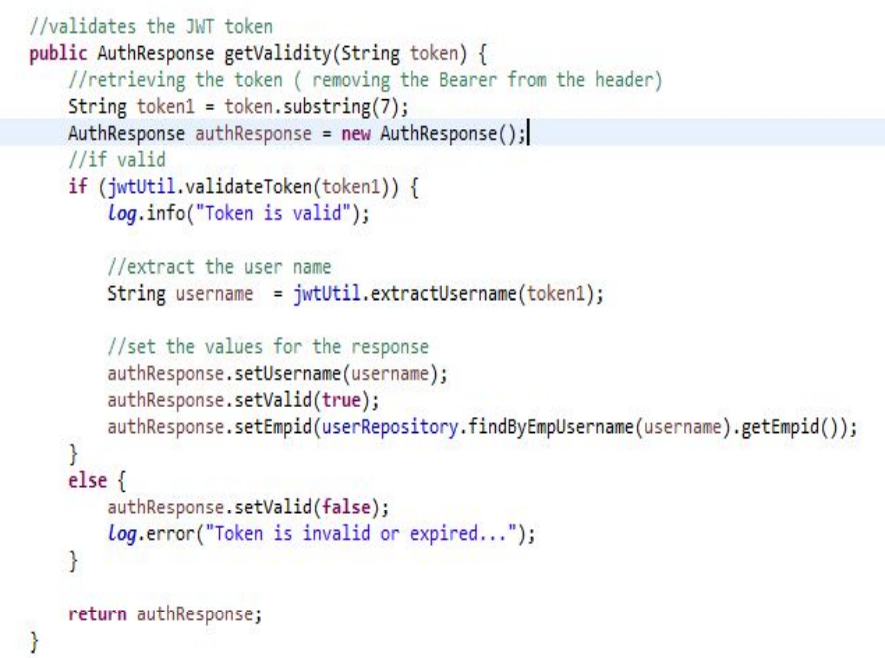 //validates the JWT token
public AuthResponse getValidity(String token) {
//retrieving the token ( removing the Bearer from the header)
String token1 = token.substring(7);
AuthResponse authResponse = new AuthResponse();
//if valid
if (jwtUtil.validateToken(token1)) {
log.info("Token is valid");
//extract the user name
String username  = jwtUtil.extractUsername(token1);
//set the values for the response
authResponse.setUsername(username);
authResponse.setValid(true);
authResponse.setEmpid(userRepository.findByEmpUsername(username).getEmpid());
}
else {
authResponse.setValid(false);
log.error("Token is invalid or expired...");
}
return authResponse;
}